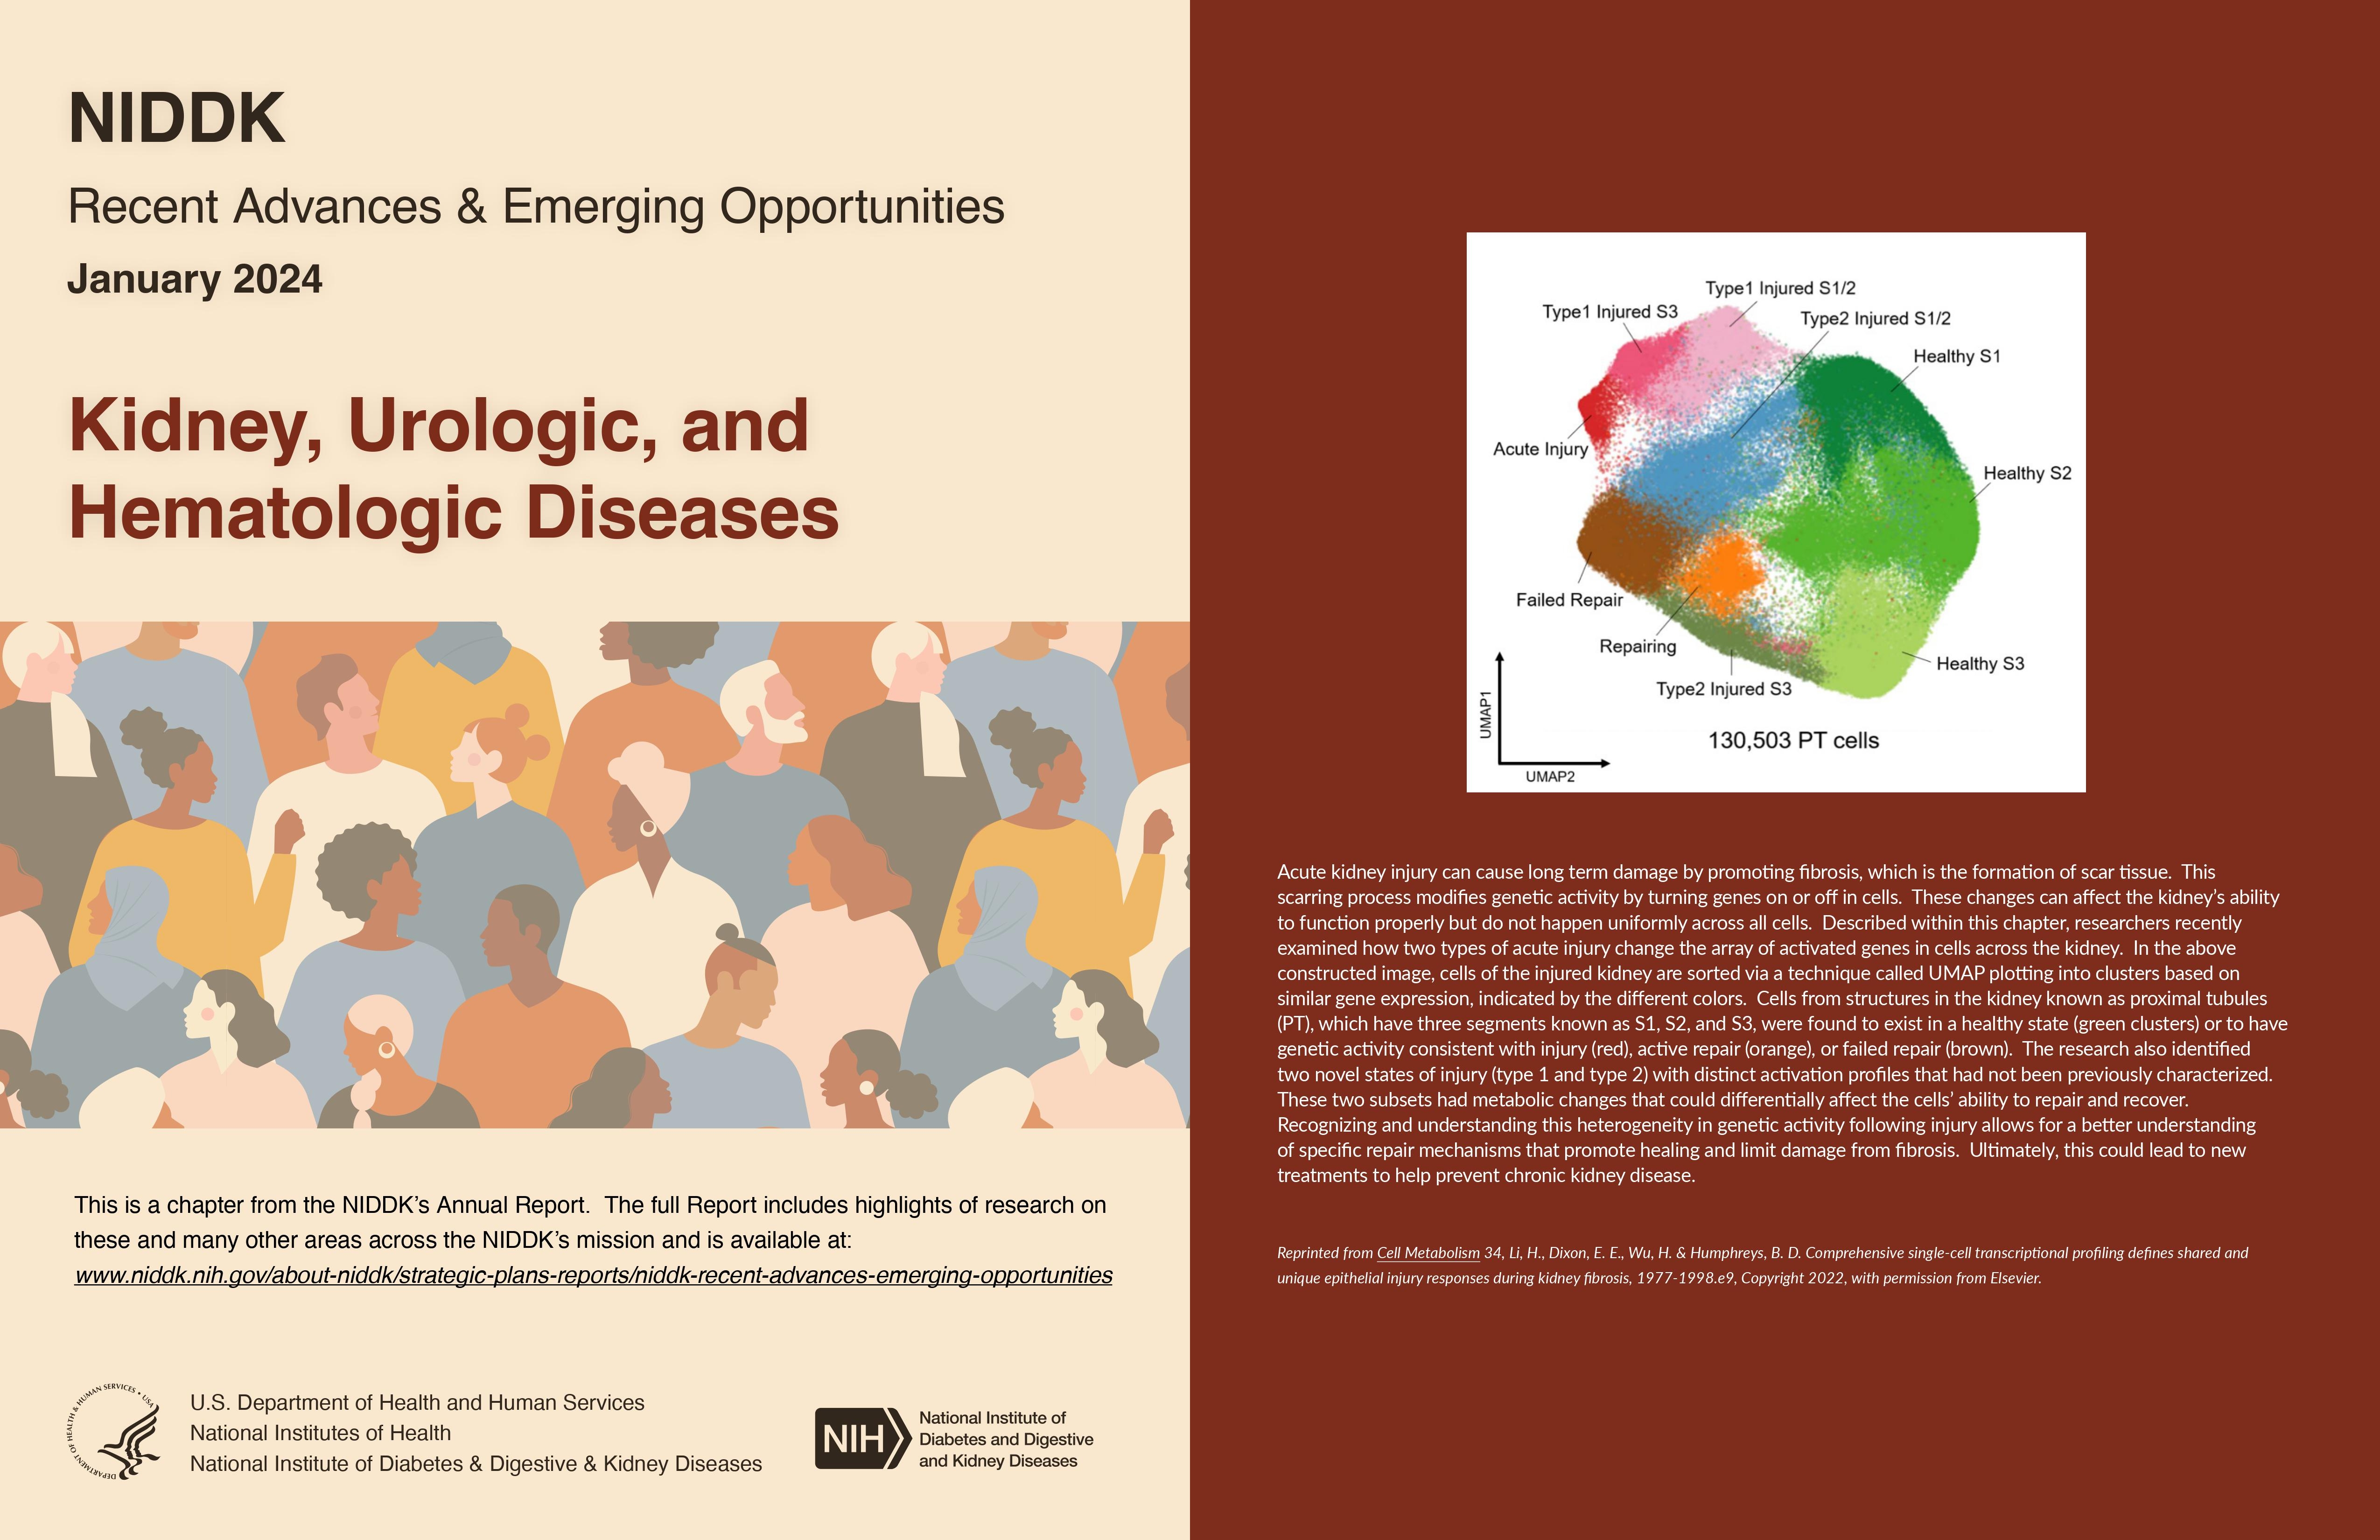 NIDDK
Recent Advances & Emerging Opportunities
January 2024
Kidney, Urologic, and
Hematologic Diseases
This is a chapter from the NIDDK’s Annual Report.  The full Report includes highlights of research on
these and many other areas across the NIDDK’s mission and is available at:
www.niddk.nih.gov/about-niddk/strategic-plans-reports/niddk-recent-advances-emerging-opportunities
DEPARTMENT OF HEALTH & HUMAN SERVICES • USA
U.S. Department of Health and Human Services
National Institutes of Health
National Institute of Diabetes & Digestive & Kidney Diseases
NIH
National Institute of
Diabetes and Digestive
and Kidney Diseases
Type1 Injured S1/2
Type1 Injured S3
Type2 Injured S1/2
Healthy S1
Acute Injury
Healthy S2
Failed Repair
Repairing
Healthy S3
Type2 Injured S3
UMAP1
130,503 PT cells
UMAP2
Acute kidney injury can cause long term damage by promoting fibrosis, which is the formation of scar tissue.  This
scarring process modifies genetic activity by turning genes on or off in cells.  These changes can affect the kidney’s ability
to function properly but do not happen uniformly across all cells.  Described within this chapter, researchers recently
examined how two types of acute injury change the array of activated genes in cells across the kidney.  In the above
constructed image, cells of the injured kidney are sorted via a technique called UMAP plotting into clusters based on
similar gene expression, indicated by the different colors.  Cells from structures in the kidney known as proximal tubules
(PT), which have three segments known as S1, S2, and S3, were found to exist in a healthy state (green clusters) or to have
genetic activity consistent with injury (red), active repair (orange), or failed repair (brown).  The research also identified
two novel states of injury (type 1 and type 2) with distinct activation profiles that had not been previously characterized.
These two subsets had metabolic changes that could differentially affect the cells’ ability to repair and recover.
Recognizing and understanding this heterogeneity in genetic activity following injury allows for a better understanding
of specific repair mechanisms that promote healing and limit damage from fibrosis.  Ultimately, this could lead to new
treatments to help prevent chronic kidney disease.
Reprinted from Cell Metabolism 34, Li, H., Dixon, E. E., Wu, H. & Humphreys, B. D. Comprehensive single-cell transcriptional profiling defines shared and
unique epithelial injury responses during kidney fibrosis, 1977-1998.e9, Copyright 2022, with permission from Elsevier.